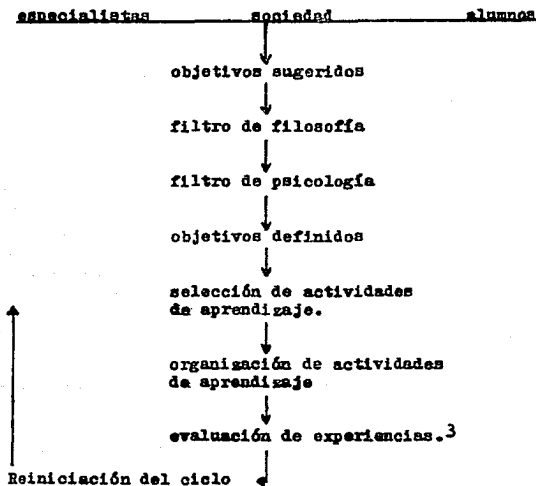 especialistas sociedad alumnos
objetivos sugeridos
filtro de filosofía
filtro de psicología
objetivos definidos
selección de actividades
de aprendizaje.
organización de actividades
de aprendizaje
evaluación de experiencias.3
Reiniciación del ciclo